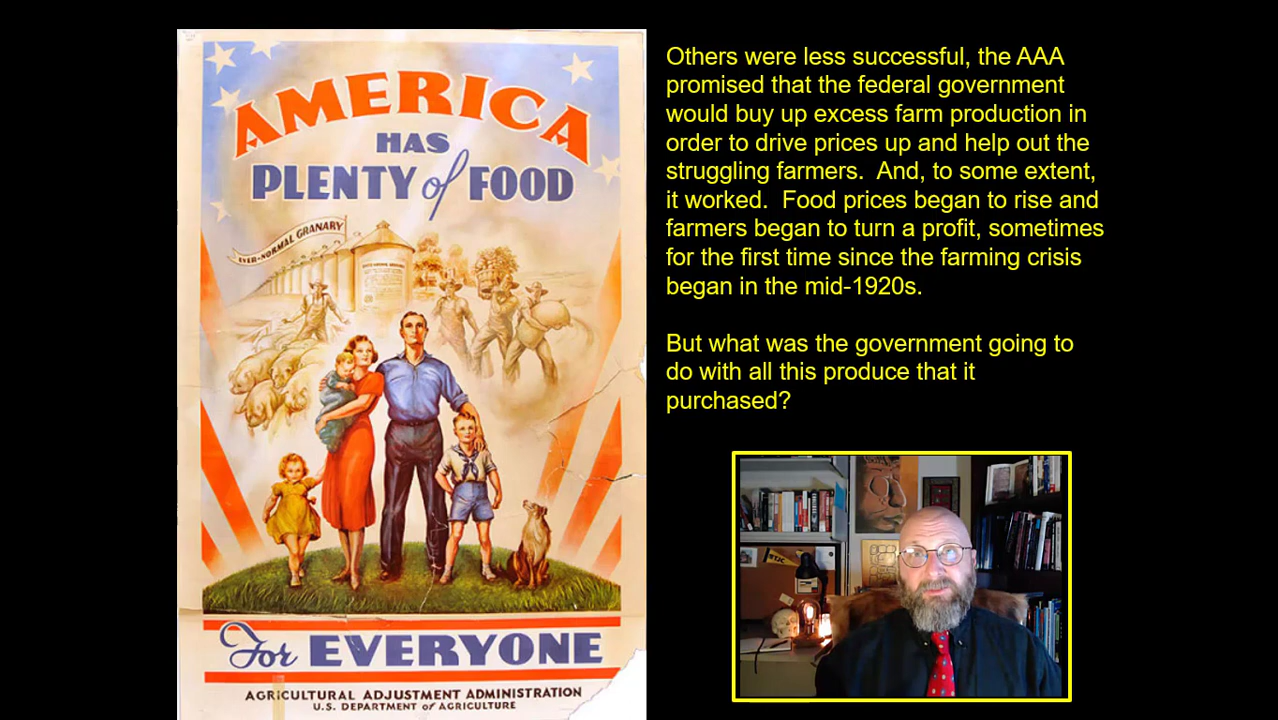 AMERICA
HAS
PLENTY of FOOD
EVER-NORMAL GRANARY
For EVERYONE
AGRICULTURAL ADJUSTMENT ADMINISTRATION
U.S. DEPARTMENT of AGRICULTURE
Others were less successful, the AAA
promised that the federal government
would buy up excess farm production in
order to drive prices up and help out the
struggling farmers.  And, to some extent,
it worked.  Food prices began to rise and
farmers began to turn a profit, sometimes
for the first time since the farming crisis
began in the mid-1920s.
But what was the government going to
do with all this produce that it
purchased?